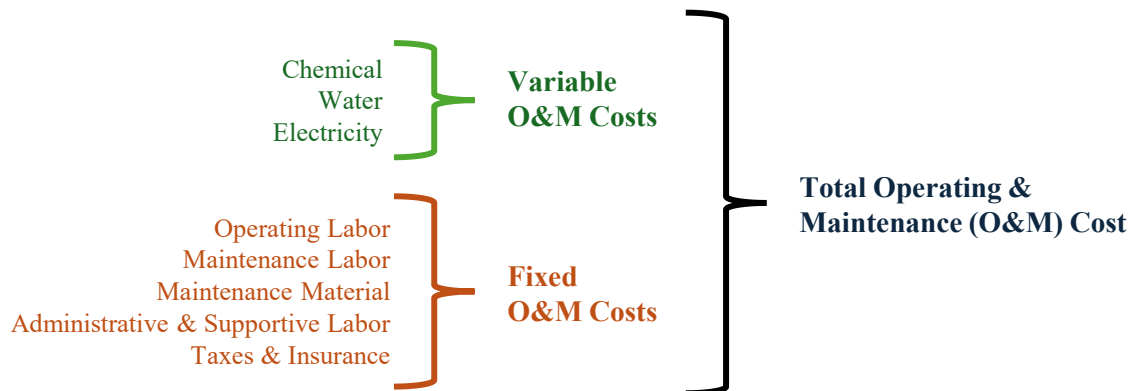 Chemical
Water
Electricity
Variable
O&M Costs
Operating Labor
Maintenance Labor
Maintenance Material
Administrative & Supportive Labor
Taxes & Insurance
Fixed
O&M Costs
Total Operating &
Maintenance (O&M) Cost